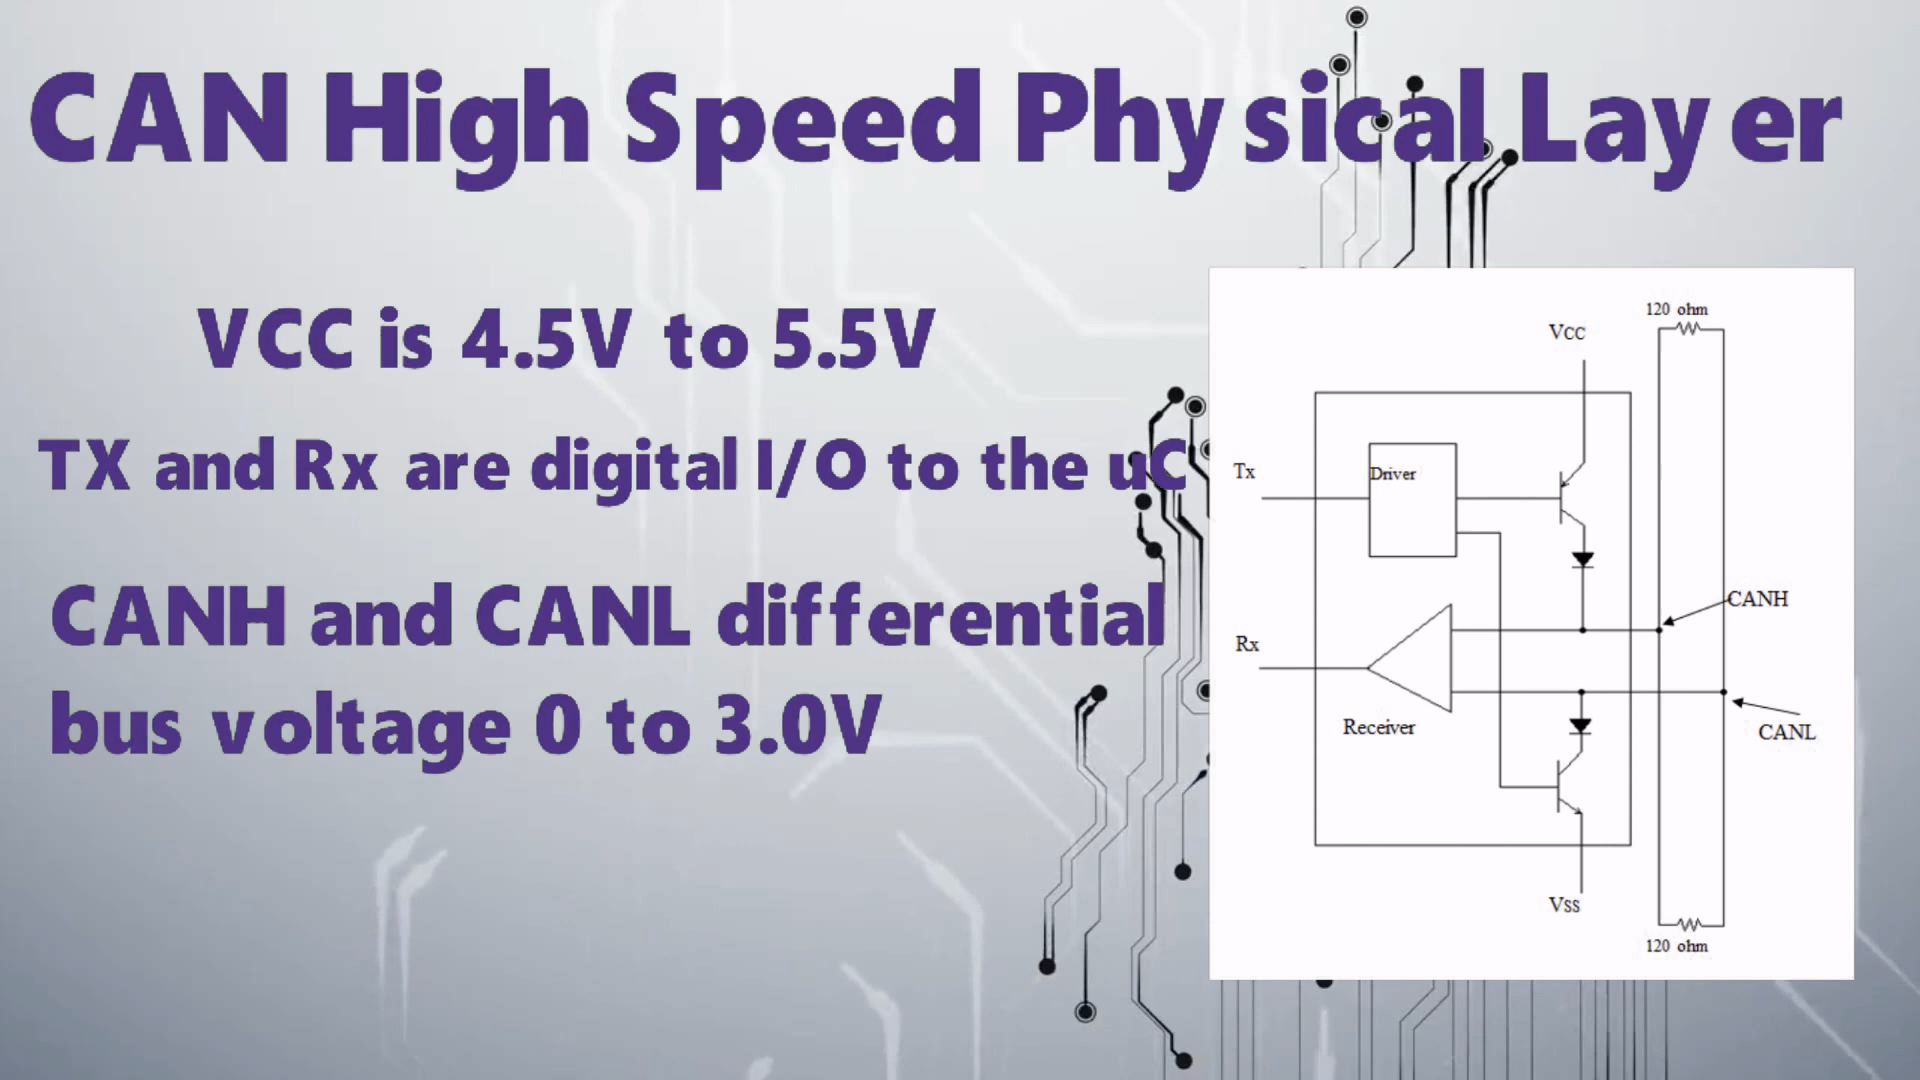 CAN High Speed Physical Layer
VCC is 4.5V to 5.5V
TX and Rx are digital I/O to the uC
CANH and CANL differential
bus voltage 0 to 3.0V
120 ohm
VCC
Tx
Driver
CANH
Rx
Receiver
CANL
VSS
120 ohm